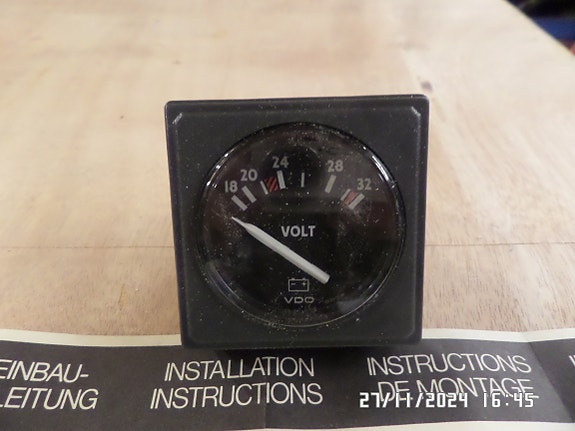 18 20 24 28 32
VOLT
VDO
EINBAU-
LEITUNG
INSTALLATION
INSTRUCTIONS
INSTRUCTIONS
DE MONTAGE
27/11/2024 16:45